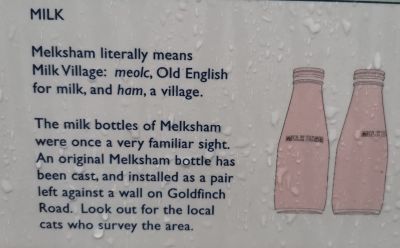 MILK
Melksham literally means
Milk Village: meolc, Old English
for milk, and ham, a village.
The milk bottles of Melksham
were once a very familiar sight.
An original Melksham bottle has
been cast, and installed as a pair
left against a wall on Goldfinch
Road. Look out for the local
cats who survey the area.